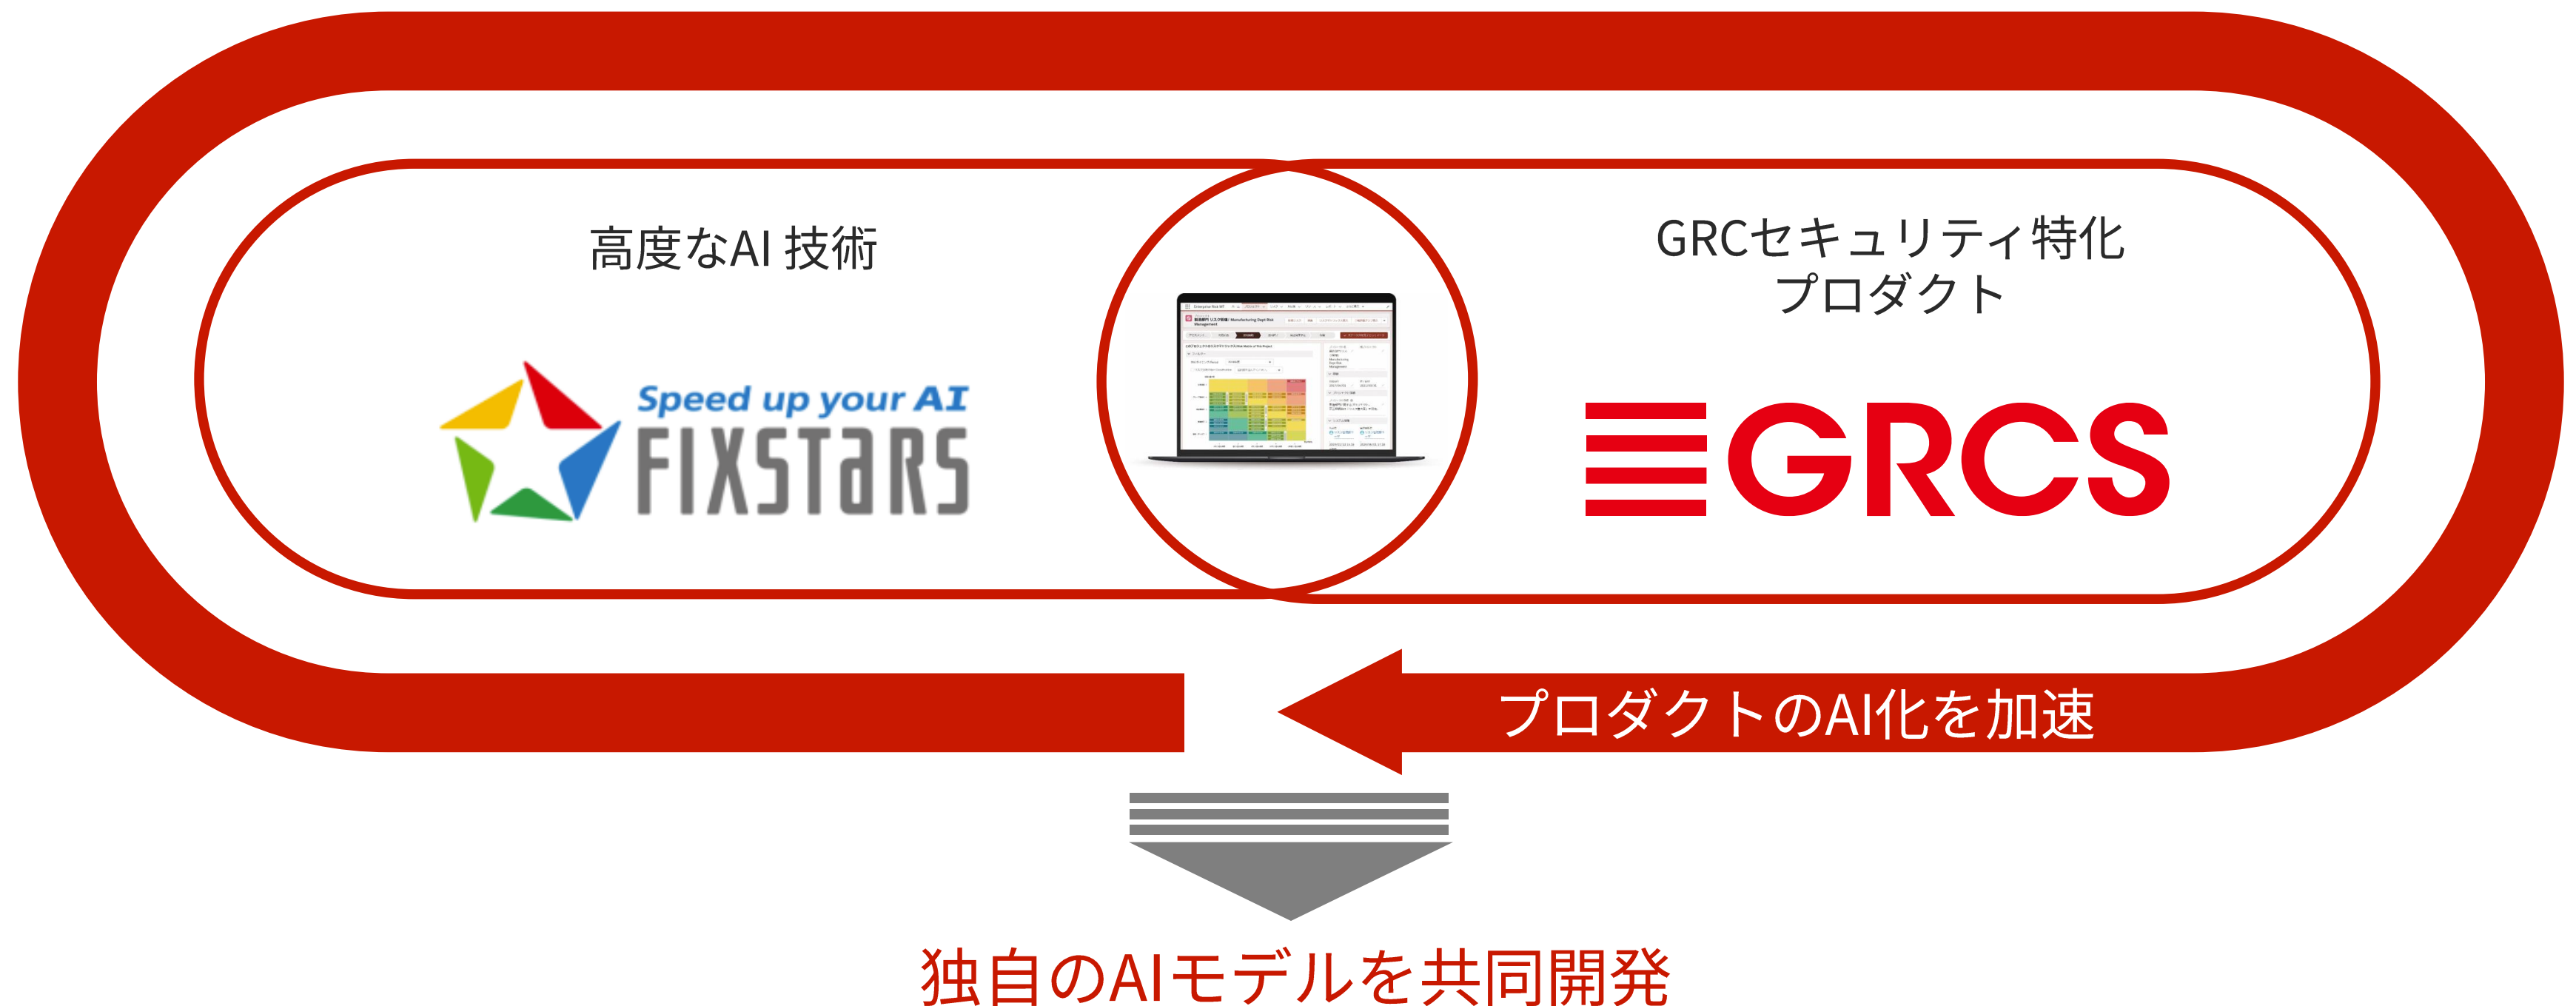 高度なAI 技術
Speed up your AI
FIXSTARS
GRCセキュリティ特化
プロダクト
GRCS
プロダクトのAI化を加速
独自のAIモデルを共同開発